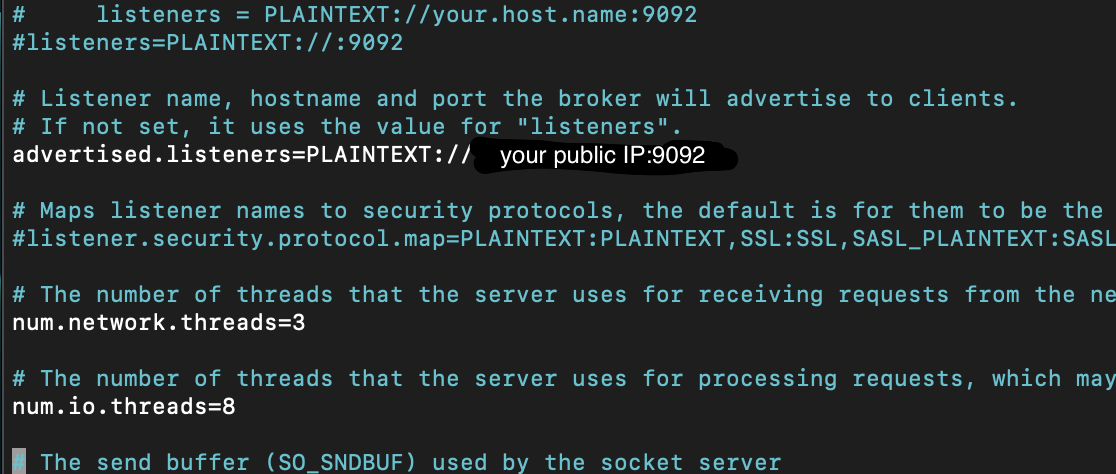 #     listeners = PLAINTEXT://your.host.name:9092
#listeners=PLAINTEXT://:9092
# Listener name, hostname and port the broker will advertise to clients.
# If not set, it uses the value for "listeners".
advertised.listeners=PLAINTEXT:// your public IP:9092
# Maps listener names to security protocols, the default is for them to be the
#listener.security.protocol.map=PLAINTEXT:PLAINTEXT,SSL:SSL,SASL_PLAINTEXT:SASL
# The number of threads that the server uses for receiving requests from the ne
num.network.threads=3
# The number of threads that the server uses for processing requests, which may
num.io.threads=8
# The send buffer (SO_SNDBUF) used by the socket server